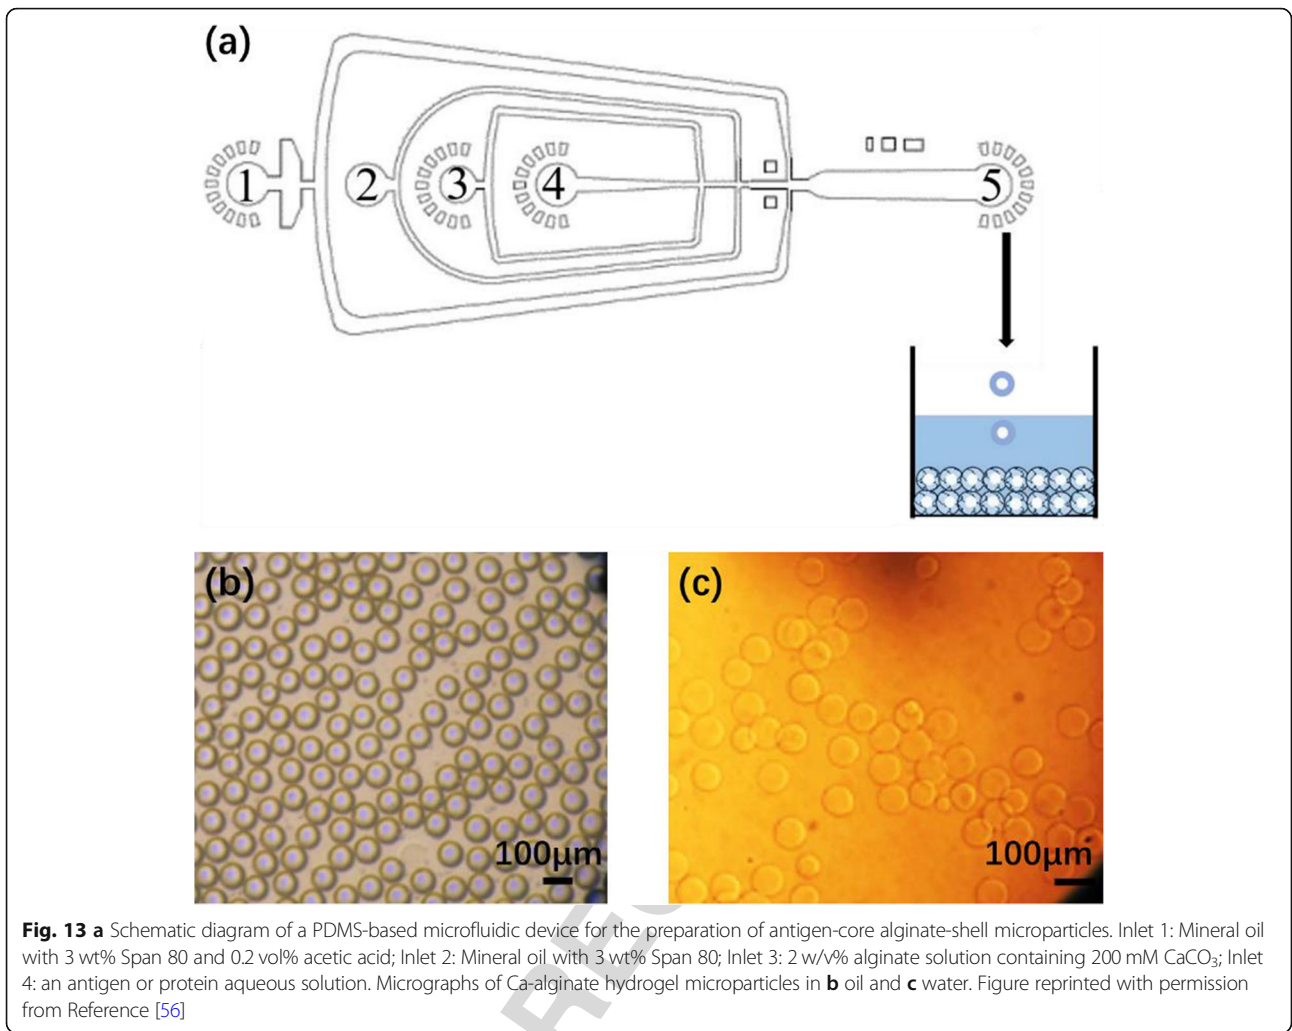 (a)
1 2 3 4 5
(b) (c)
100μm 100μm
Fig. 13 a Schematic diagram of a PDMS-based microfluidic device for the preparation of antigen-core alginate-shell microparticles. Inlet 1: Mineral oil
with 3 wt% Span 80 and 0.2 vol% acetic acid; Inlet 2: Mineral oil with 3 wt% Span 80; Inlet 3: 2 w/v% alginate solution containing 200 mM CaCO₃; Inlet
4: an antigen or protein aqueous solution. Micrographs of Ca-alginate hydrogel microparticles in b oil and c water. Figure reprinted with permission
from Reference [56]